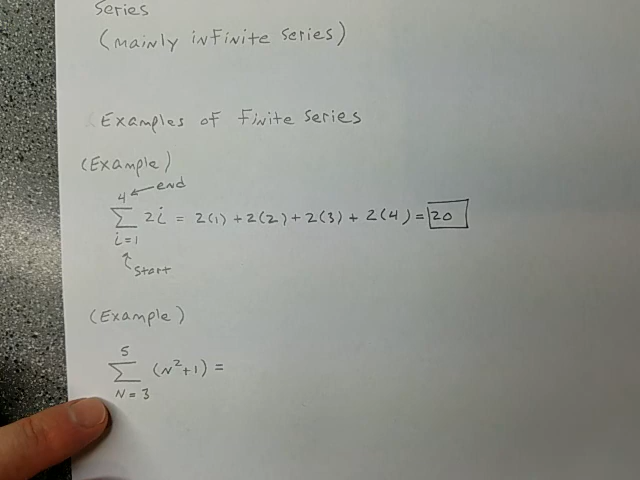 Series
(mainly infinite series)
Examples of finite series
(Example)
4 ← end
∑ 2i = 2(1) + 2(2) + 2(3) + 2(4) = 20
i=1
↑ start
(Example)
5
∑ (N²+1) =
N=3